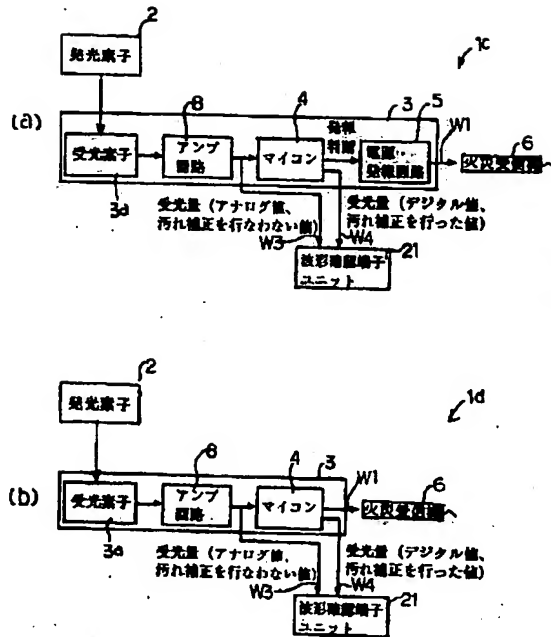 2
発光素子
1c
(a)
8
4
3
5
受光素子
アンプ
回路
マイコン
発報
判断
電源・
発報回路
W1
6
火災受信機
3a
受光量(アナログ値、
汚れ補正を行なわない値)
受光量(デジタル値、
汚れ補正を行った値)
W3
W4
21
波形確認端子
ユニット
2
発光素子
1d
(b)
8
4
3
受光素子
アンプ
回路
マイコン
W1
6
火災受信機
3a
受光量(アナログ値、
汚れ補正を行なわない値)
受光量(デジタル値、
汚れ補正を行った値)
W3
W4
21
波形確認端子
ユニット